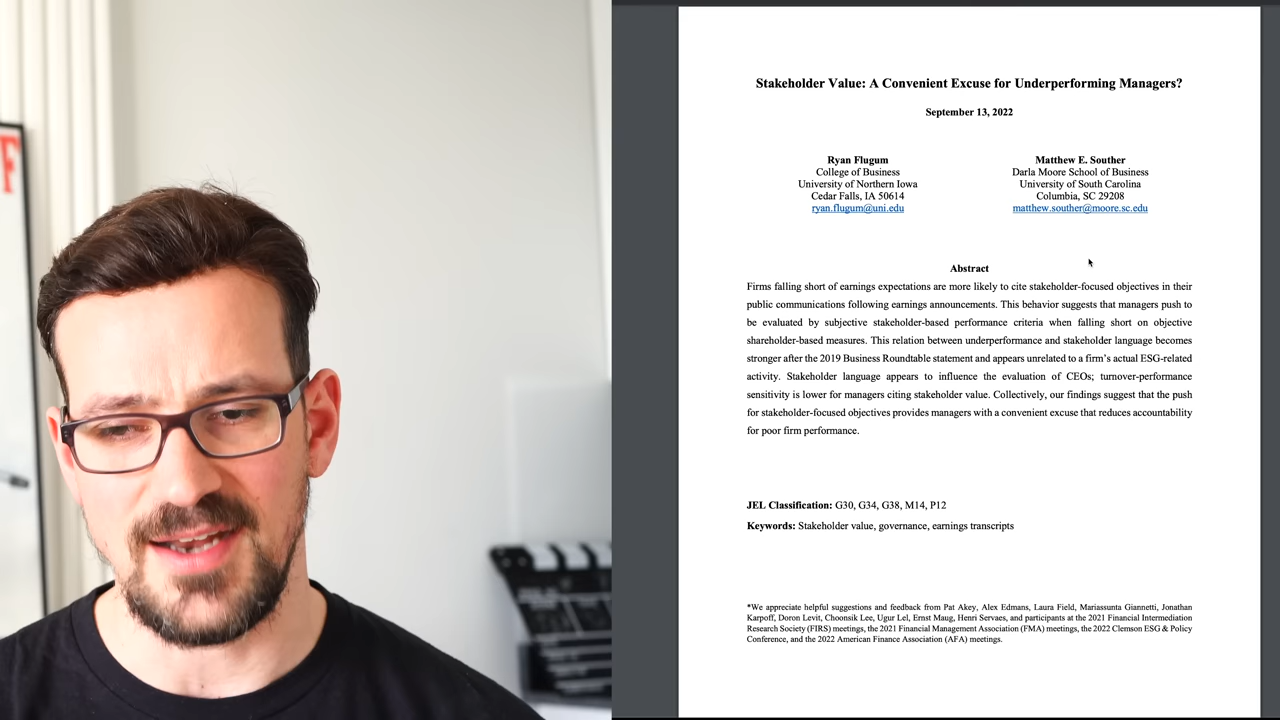 F
Stakeholder Value: A Convenient Excuse for Underperforming Managers?
September 13, 2022
Ryan Flugum
College of Business
University of Northern Iowa
Cedar Falls, IA 50614
ryan.flugum@uni.edu
Matthew E. Souther
Darla Moore School of Business
University of South Carolina
Columbia, SC 29208
matthew.souther@moore.sc.edu
Abstract
Firms falling short of earnings expectations are more likely to cite stakeholder-focused objectives in their
public communications following earnings announcements. This behavior suggests that managers push to
be evaluated by subjective stakeholder-based performance criteria when falling short on objective
shareholder-based measures. This relation between underperformance and stakeholder language becomes
stronger after the 2019 Business Roundtable statement and appears unrelated to a firm's actual ESG-related
activity. Stakeholder language appears to influence the evaluation of CEOs; turnover-performance
sensitivity is lower for managers citing stakeholder value. Collectively, our findings suggest that the push
for stakeholder-focused objectives provides managers with a convenient excuse that reduces accountability
for poor firm performance.
JEL Classification: G30, G34, G38, M14, P12
Keywords: Stakeholder value, governance, earnings transcripts
*We appreciate helpful suggestions and feedback from Pat Akey, Alex Edmans, Laura Field, Mariassunta Giannetti, Jonathan
Karpoff, Doron Levit, Choonsik Lee, Ugur Lel, Ernst Maug, Henri Servaes, and participants at the 2021 Financial Intermediation
Research Society (FIRS) meetings, the 2021 Financial Management Association (FMA) meetings, the 2022 Clemson ESG & Policy
Conference, and the 2022 American Finance Association (AFA) meetings.